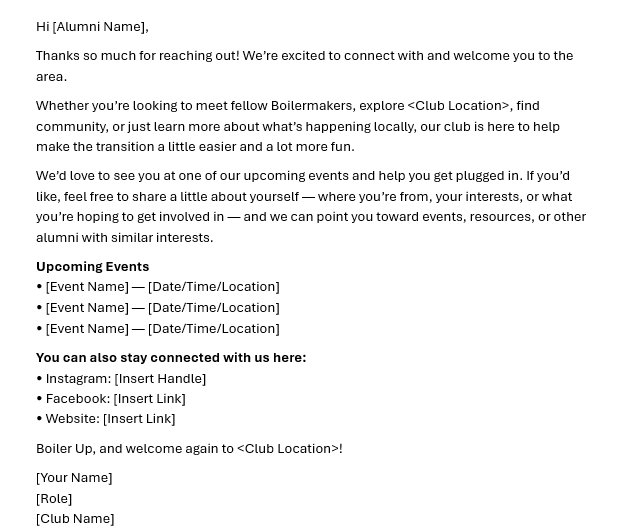 Hi [Alumni Name],
Thanks so much for reaching out! We’re excited to connect with and welcome you to the
area.
Whether you’re looking to meet fellow Boilermakers, explore <Club Location>, find
community, or just learn more about what’s happening locally, our club is here to help
make the transition a little easier and a lot more fun.
We’d love to see you at one of our upcoming events and help you get plugged in. If you’d
like, feel free to share a little about yourself — where you’re from, your interests, or what
you’re hoping to get involved in — and we can point you toward events, resources, or other
alumni with similar interests.
Upcoming Events
• [Event Name] — [Date/Time/Location]
• [Event Name] — [Date/Time/Location]
• [Event Name] — [Date/Time/Location]
You can also stay connected with us here:
• Instagram: [Insert Handle]
• Facebook: [Insert Link]
• Website: [Insert Link]
Boiler Up, and welcome again to <Club Location>!
[Your Name]
[Role]
[Club Name]